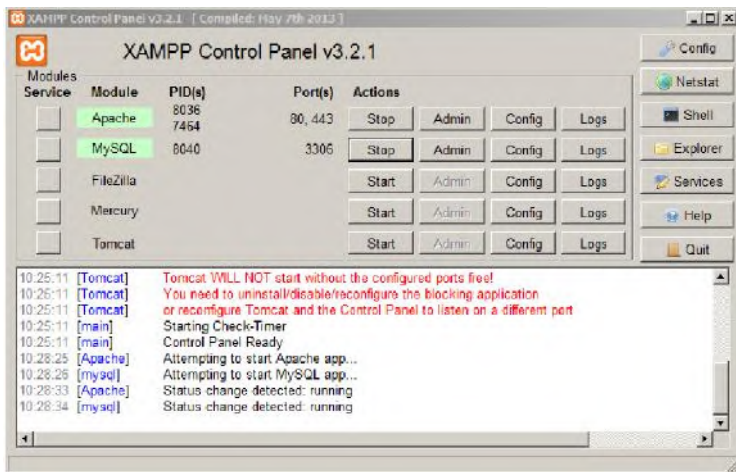 XAMPP Control Panel v3.2.1 [ Compiled: May 7th 2013 ]
XAMPP Control Panel v3.2.1
Config
Modules
Service Module PID(s) Port(s) Actions
Netstat
Apache 8036 7464 80, 443 Stop Admin Config Logs
Shell
MySQL 8040 3306 Stop Admin Config Logs
Explorer
FileZilla Start Admin Config Logs
Services
Mercury Start Admin Config Logs
Help
Tomcat Start Admin Config Logs
Quit
10:25:11 [Tomcat] Tomcat WILL NOT start without the configured ports free!
10:25:11 [Tomcat] You need to uninstall/disable/reconfigure the blocking application
10:25:11 [Tomcat] or reconfigure Tomcat and the Control Panel to listen on a different port
10:25:11 [main] Starting Check-Timer
10:25:11 [main] Control Panel Ready
10:28:25 [Apache] Attempting to start Apache app...
10:28:26 [mysql] Attempting to start MySQL app...
10:28:33 [Apache] Status change detected: running
10:28:34 [mysql] Status change detected: running